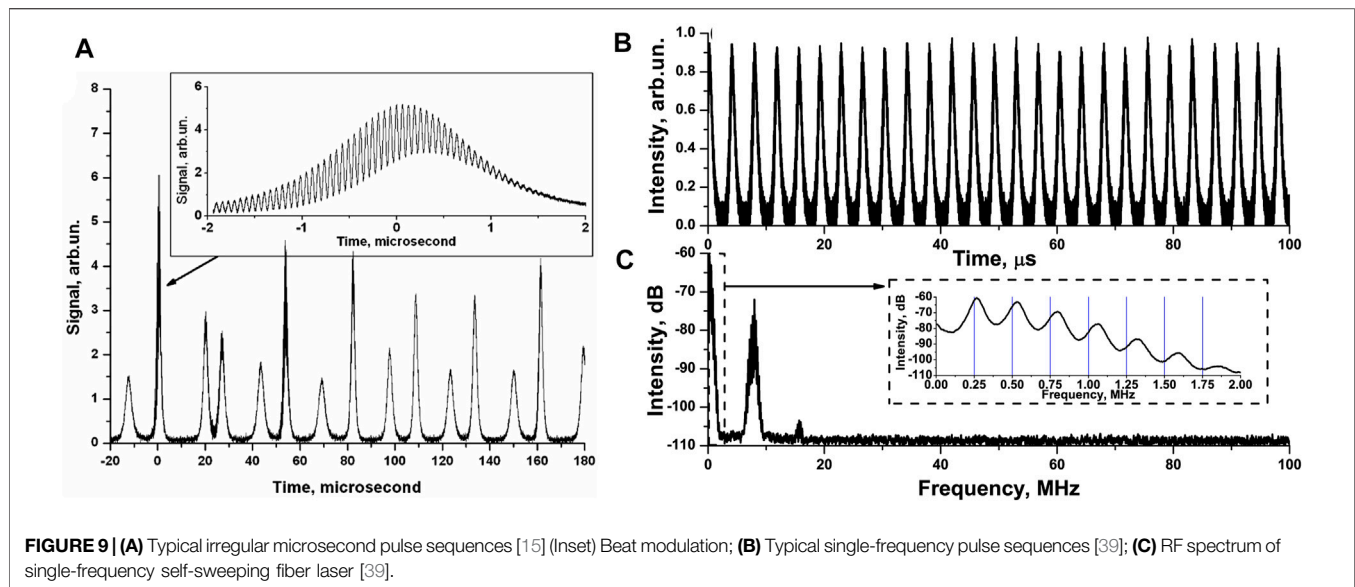 A
8
7
6
5
4
3
2
1
0
Signal, arb.un.
-20 0 20 40 60 80 100 120 140 160 180
Time, microsecond
6
4
2
0
Signal, arb.un.
-2 -1 0 1 2
Time, microsecond
B
1.0
0.8
0.6
0.4
0.2
0.0
Intensity, arb.un.
0 20 40 60 80 100
Time, μs
C
-60
-70
-80
-90
-100
-110
Intensity, dB
0 20 40 60 80 100
Frequency, MHz
-60
-70
-80
-90
-100
-110
Intensity, dB
0.00 0.25 0.50 0.75 1.00 1.25 1.50 1.75 2.00
Frequency, MHz
FIGURE 9 | (A) Typical irregular microsecond pulse sequences [15] (Inset) Beat modulation; (B) Typical single-frequency pulse sequences [39]; (C) RF spectrum of
single-frequency self-sweeping fiber laser [39].